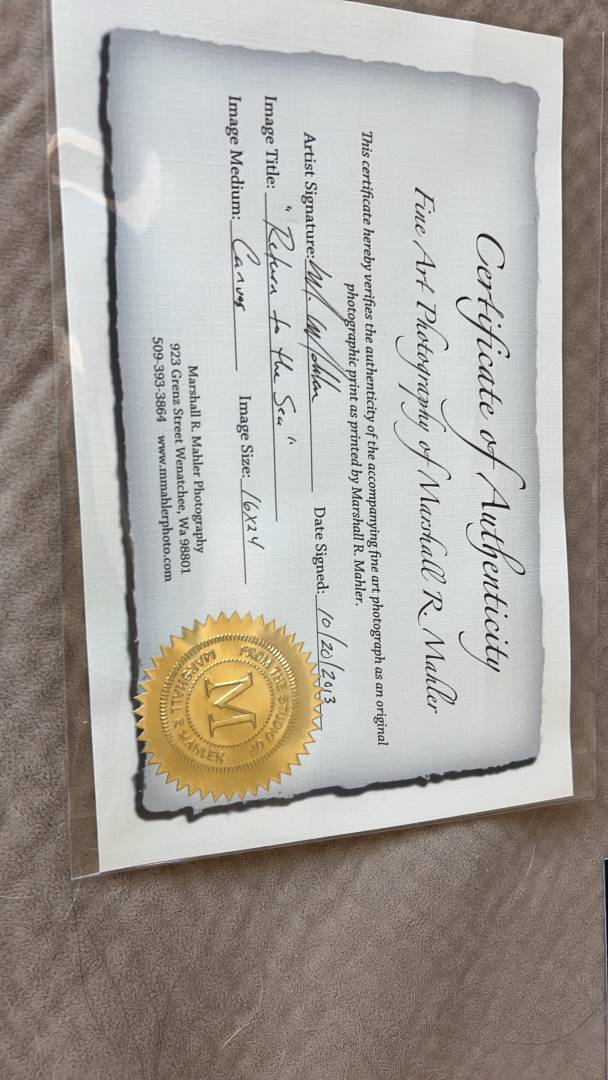 Certificate of Authenticity
Fine Art Photography of Marshall R. Mahler
This certificate hereby verifies the authenticity of the accompanying fine art photograph as an original
photographic print as printed by Marshall R. Mahler.
Artist Signature: Date Signed: 10/20/2013
Image Title: "Return to the Sea"
Image Medium: Canvas Image Size: 16x24
Marshall R. Mahler Photography
923 Grenz Street Wenatchee, Wa 98801
509-393-3864 www.mmahlerphoto.com
FROM THE STUDIO OF
M
MARSHALL R MAHLER